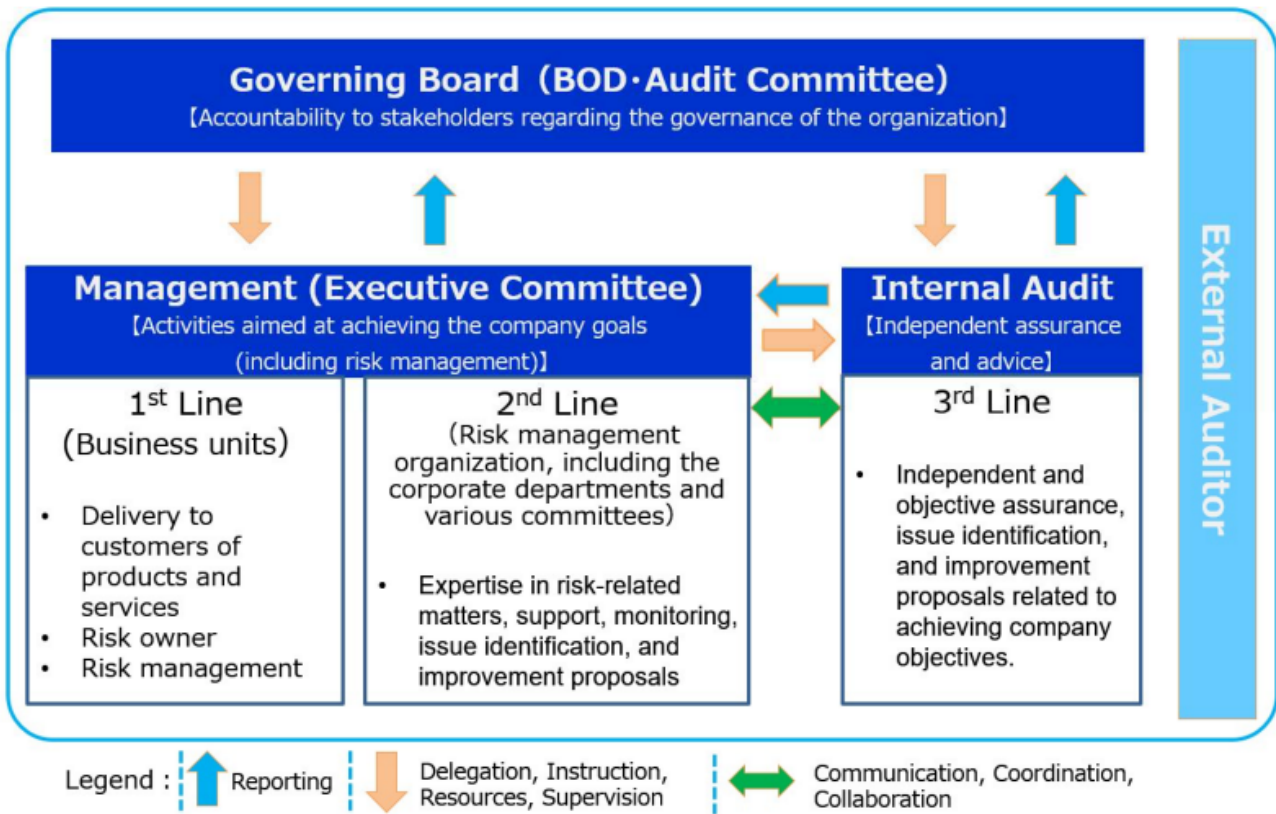 Governing Board（BOD･Audit Committee）
【Accountability to stakeholders regarding the governance of the organization】
Management (Executive Committee)
【Activities aimed at achieving the company goals
(including risk management)】
Internal Audit
【Independent assurance
and advice】
1st Line
(Business units）
• Delivery to
customers of
products and
services
• Risk owner
• Risk management
2nd Line
（Risk management
organization, including the
corporate departments and
various committees）
• Expertise in risk-related
matters, support, monitoring,
issue identification, and
improvement proposals
3rd Line
• Independent and
objective assurance,
issue identification,
and improvement
proposals related to
achieving company
objectives.
External Auditor
Legend :
Reporting
Delegation, Instruction,
Resources, Supervision
Communication, Coordination,
Collaboration